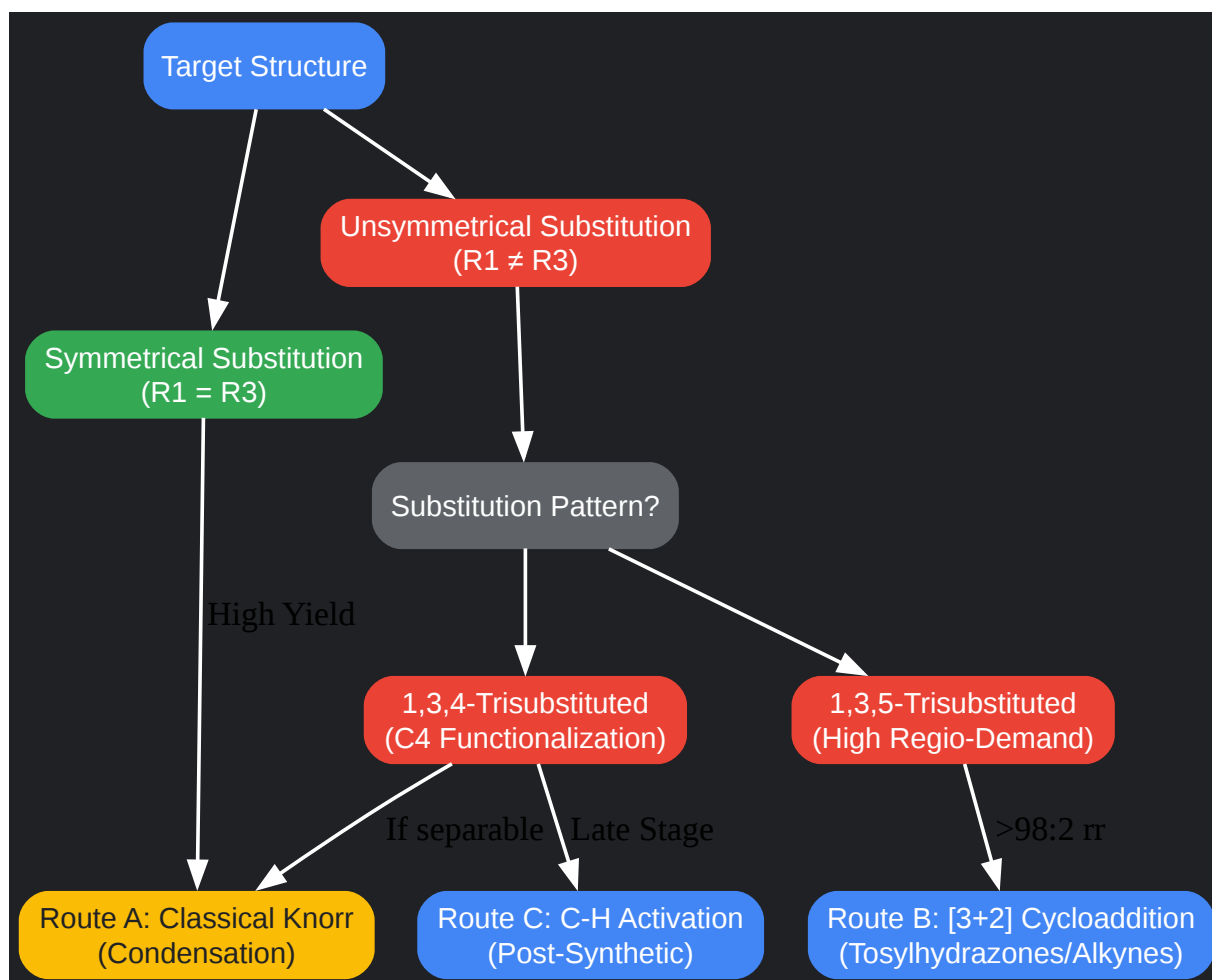 Target Structure
Unsymmetrical Substitution
(R1 ≠ R3)
Symmetrical Substitution
(R1 = R3)
Substitution Pattern?
High Yield
1,3,4-Trisubstituted
(C4 Functionalization)
1,3,5-Trisubstituted
(High Regio-Demand)
If separable
Late Stage
>98:2 rr
Route A: Classical Knorr
(Condensation)
Route C: C-H Activation
(Post-Synthetic)
Route B: [3+2] Cycloaddition
(Tosylhydrazones/Alkynes)